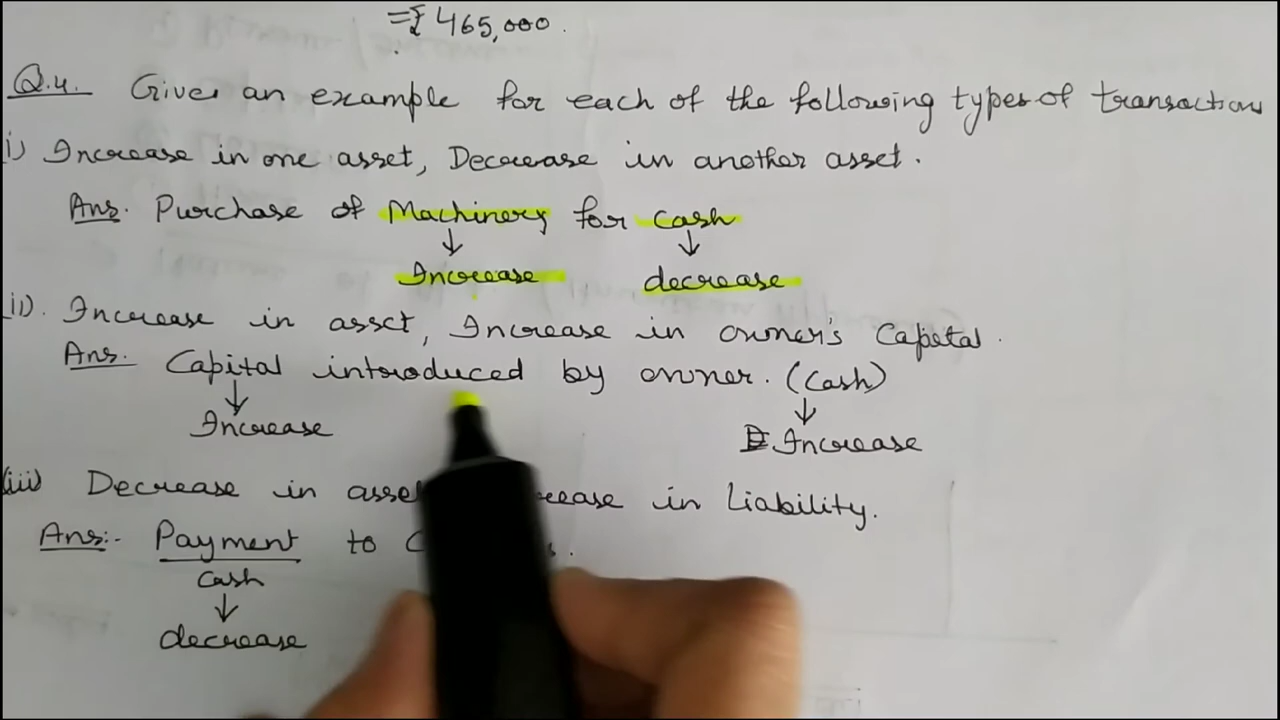 =₹ 465,000.
Q.4. Give an example for each of the following types of transaction
i) Increase in one asset, Decrease in another asset.
Ans. Purchase of Machinery for cash
↓ ↓
Increase decrease
ii). Increase in asset, Increase in owner's Capital.
Ans. Capital introduced by owner. (Cash)
↓ ↓
Increase Increase
(iii) Decrease in in Liability.
Ans:- Payment to
cash
↓
decrease